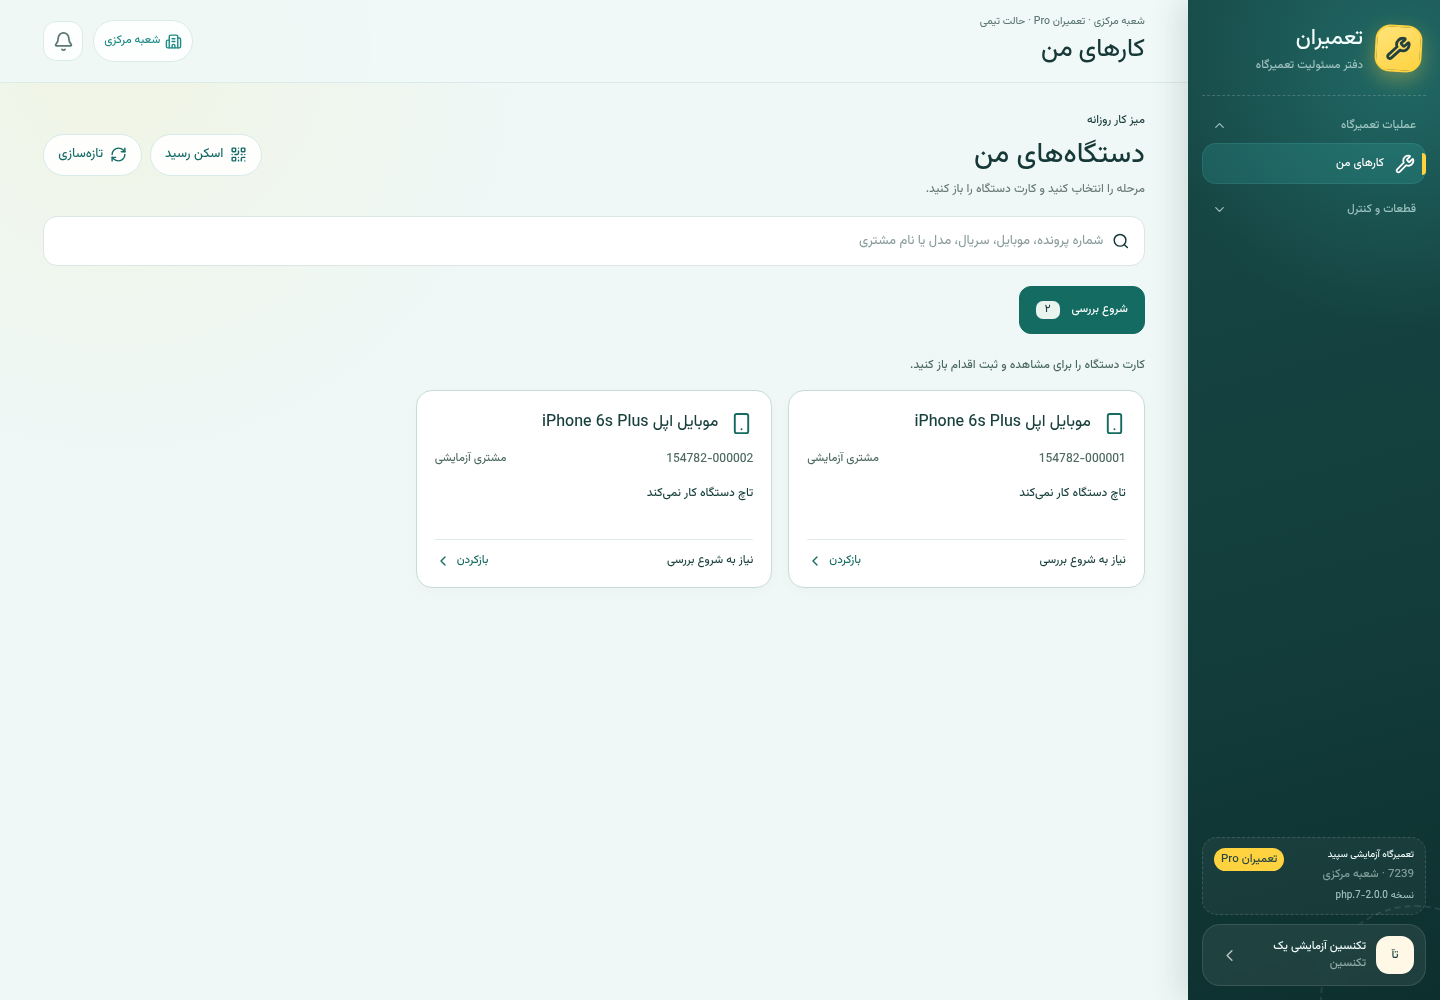 تعمیران
دفتر مسئولیت تعمیرگاه
عملیات تعمیرگاه
کارهای من
قطعات و کنترل
تعمیرگاه آزمایشی سپید
تعمیران Pro
7239 · شعبه مرکزی
نسخه php.7-2.0.0
تآ
تکنسین آزمایشی یک
تکنسین
شعبه مرکزی · تعمیران Pro · حالت تیمی
کارهای من
شعبه مرکزی
میز کار روزانه
دستگاه‌های من
مرحله را انتخاب کنید و کارت دستگاه را باز کنید.
اسکن رسید
تازه‌سازی
شماره پرونده، موبایل، سریال، مدل یا نام مشتری
شروع بررسی ۲
کارت دستگاه را برای مشاهده و ثبت اقدام باز کنید.
موبایل اپل iPhone 6s Plus
154782-000001 مشتری آزمایشی
تاچ دستگاه کار نمی‌کند
نیاز به شروع بررسی بازکردن
موبایل اپل iPhone 6s Plus
154782-000002 مشتری آزمایشی
تاچ دستگاه کار نمی‌کند
نیاز به شروع بررسی بازکردن